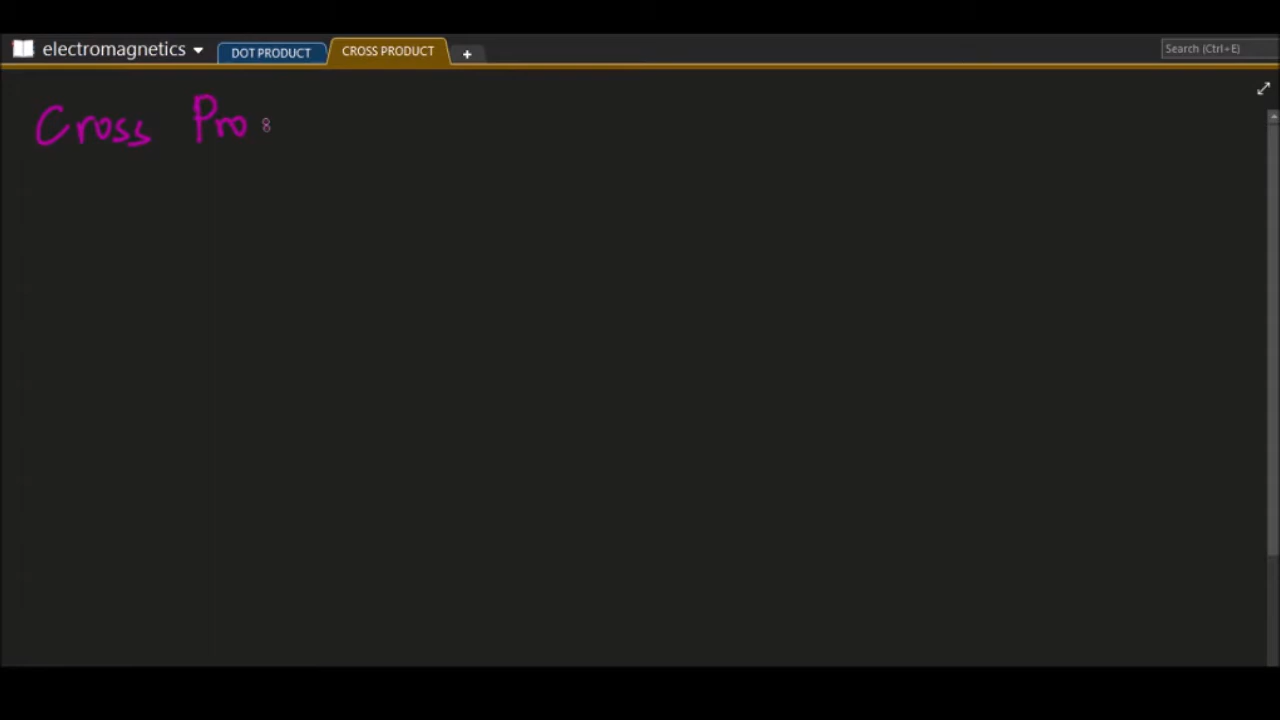 electromagnetics
DOT PRODUCT
CROSS PRODUCT
+
Search (Ctrl+E)
Cross Pro